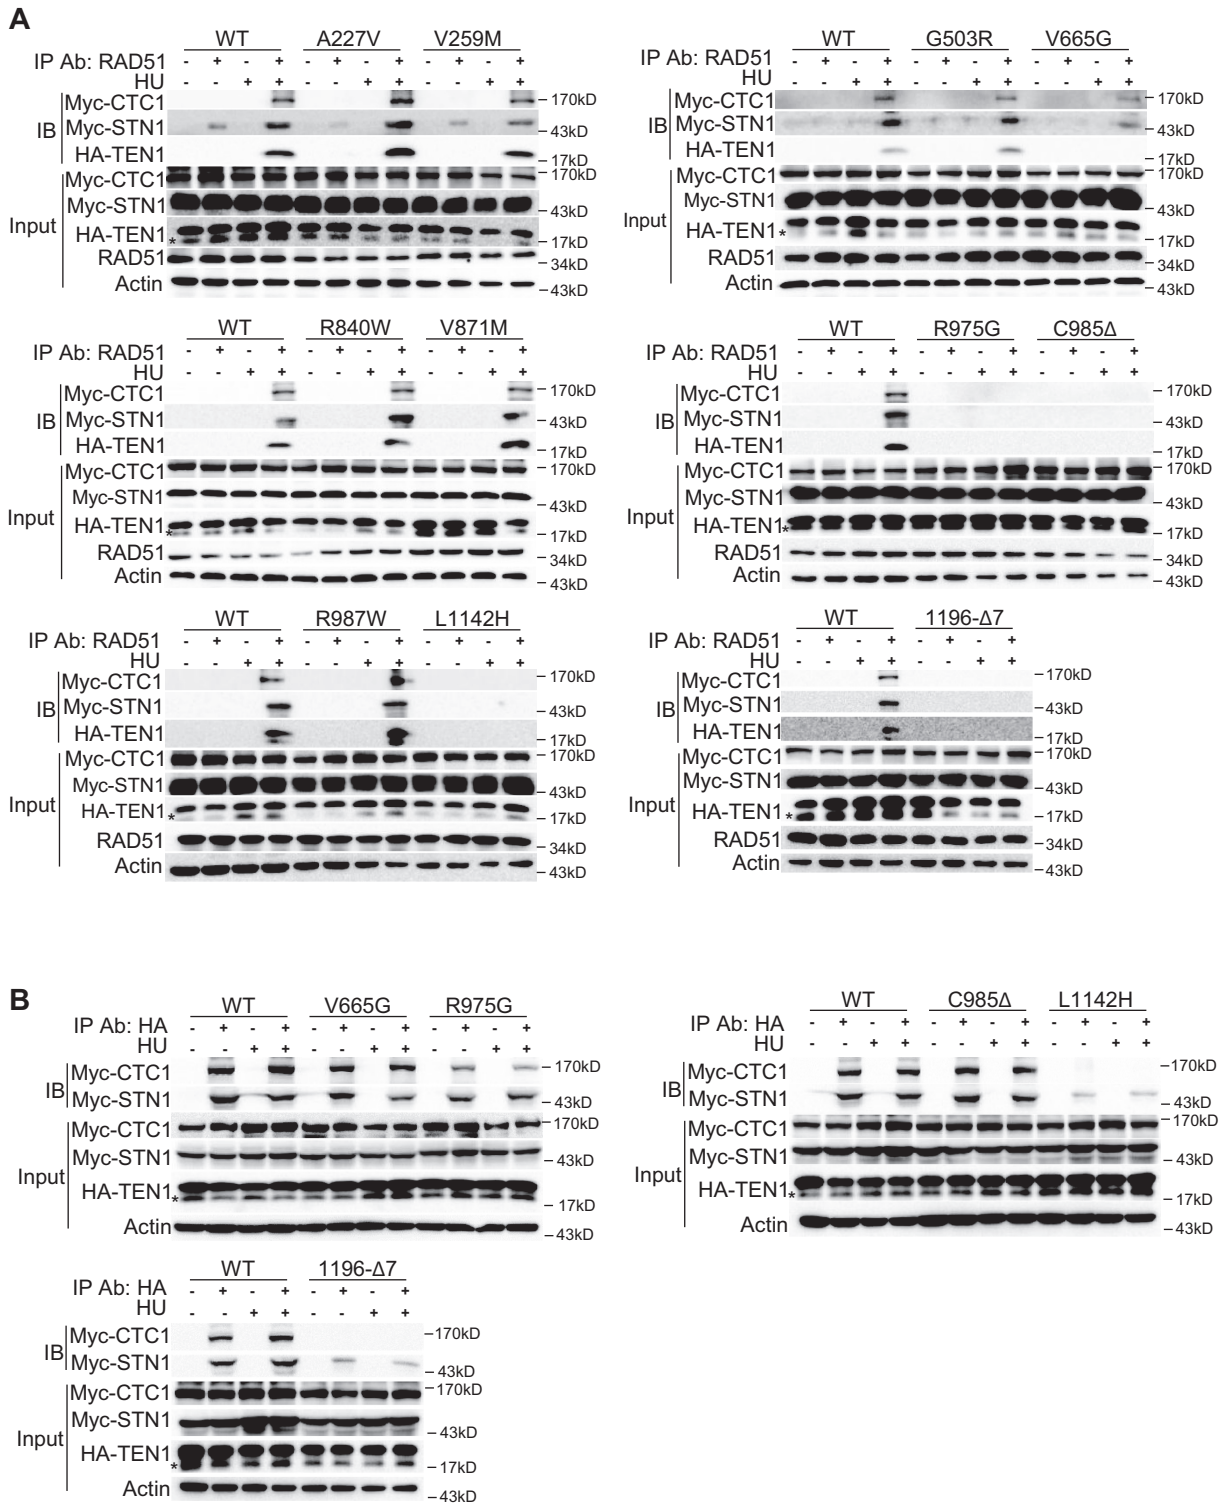 A
WT A227V V259M
IP Ab: RAD51 - + - + - + - + - + - +
HU - - + + - - + + - - + +
IB
Myc-CTC1 170kD
Myc-STN1 43kD
HA-TEN1 17kD
Input
Myc-CTC1 170kD
Myc-STN1 43kD
HA-TEN1 17kD
*
RAD51 34kD
Actin 43kD
WT G503R V665G
IP Ab: RAD51 - + - + - + - + - + - +
HU - - + + - - + + - - + +
IB
Myc-CTC1 170kD
Myc-STN1 43kD
HA-TEN1 17kD
Input
Myc-CTC1 170kD
Myc-STN1 43kD
HA-TEN1 17kD
*
RAD51 34kD
Actin 43kD
WT R840W V871M
IP Ab: RAD51 - + - + - + - + - + - +
HU - - + + - - + + - - + +
IB
Myc-CTC1 170kD
Myc-STN1 43kD
HA-TEN1 17kD
Input
Myc-CTC1 170kD
Myc-STN1 43kD
HA-TEN1 17kD
*
RAD51 34kD
Actin 43kD
WT R975G C985Δ
IP Ab: RAD51 - + - + - + - + - + - +
HU - - + + - - + + - - + +
IB
Myc-CTC1 170kD
Myc-STN1 43kD
HA-TEN1 17kD
Input
Myc-CTC1 170kD
Myc-STN1 43kD
HA-TEN1 17kD
*
RAD51 34kD
Actin 43kD
WT R987W L1142H
IP Ab: RAD51 - + - + - + - + - + - +
HU - - + + - - + + - - + +
IB
Myc-CTC1 170kD
Myc-STN1 43kD
HA-TEN1 17kD
Input
Myc-CTC1 170kD
Myc-STN1 43kD
HA-TEN1 17kD
*
RAD51 34kD
Actin 43kD
WT 1196-Δ7
IP Ab: RAD51 - + - + - + - +
HU - - + + - - + +
IB
Myc-CTC1 170kD
Myc-STN1 43kD
HA-TEN1 17kD
Input
Myc-CTC1 170kD
Myc-STN1 43kD
HA-TEN1 17kD
*
RAD51 34kD
Actin 43kD
B
WT V665G R975G
IP Ab: HA - + - + - + - + - + - +
HU - - + + - - + + - - + +
IB
Myc-CTC1 170kD
Myc-STN1 43kD
Input
Myc-CTC1 170kD
Myc-STN1 43kD
HA-TEN1 17kD
*
Actin 43kD
WT C985Δ L1142H
IP Ab: HA - + - + - + - + - + - +
HU - - + + - - + + - - + +
IB
Myc-CTC1 170kD
Myc-STN1 43kD
Input
Myc-CTC1 170kD
Myc-STN1 43kD
HA-TEN1 17kD
*
Actin 43kD
WT 1196-Δ7
IP Ab: HA - + - + - + - +
HU - - + + - - + +
IB
Myc-CTC1 170kD
Myc-STN1 43kD
Input
Myc-CTC1 170kD
Myc-STN1 43kD
HA-TEN1 17kD
*
Actin 43kD